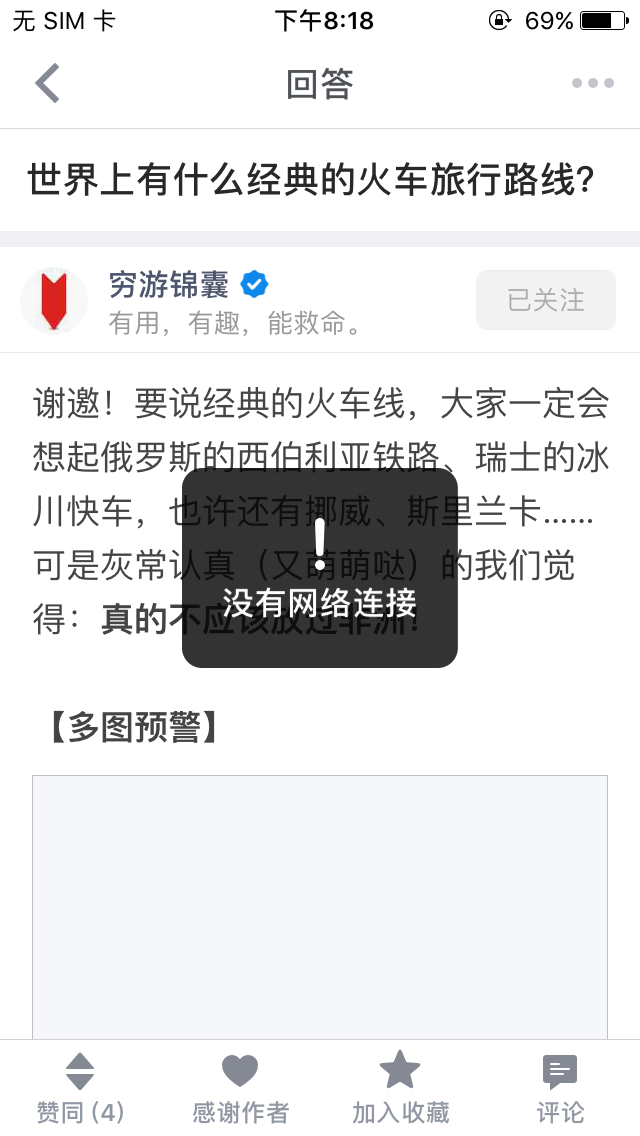 无 SIM 卡 下午8:18 69%
回答
世界上有什么经典的火车旅行路线?
穷游锦囊
已关注
有用，有趣，能救命。
谢邀！要说经典的火车线，大家一定会
想起俄罗斯的西伯利亚铁路、瑞士的冰
川快车，也许还有挪威、斯里兰卡......
可是灰常认真（又萌萌哒）的我们觉
得：真的不应该放过非洲！
!
没有网络连接
【多图预警】
赞同 (4) 感谢作者 加入收藏 评论